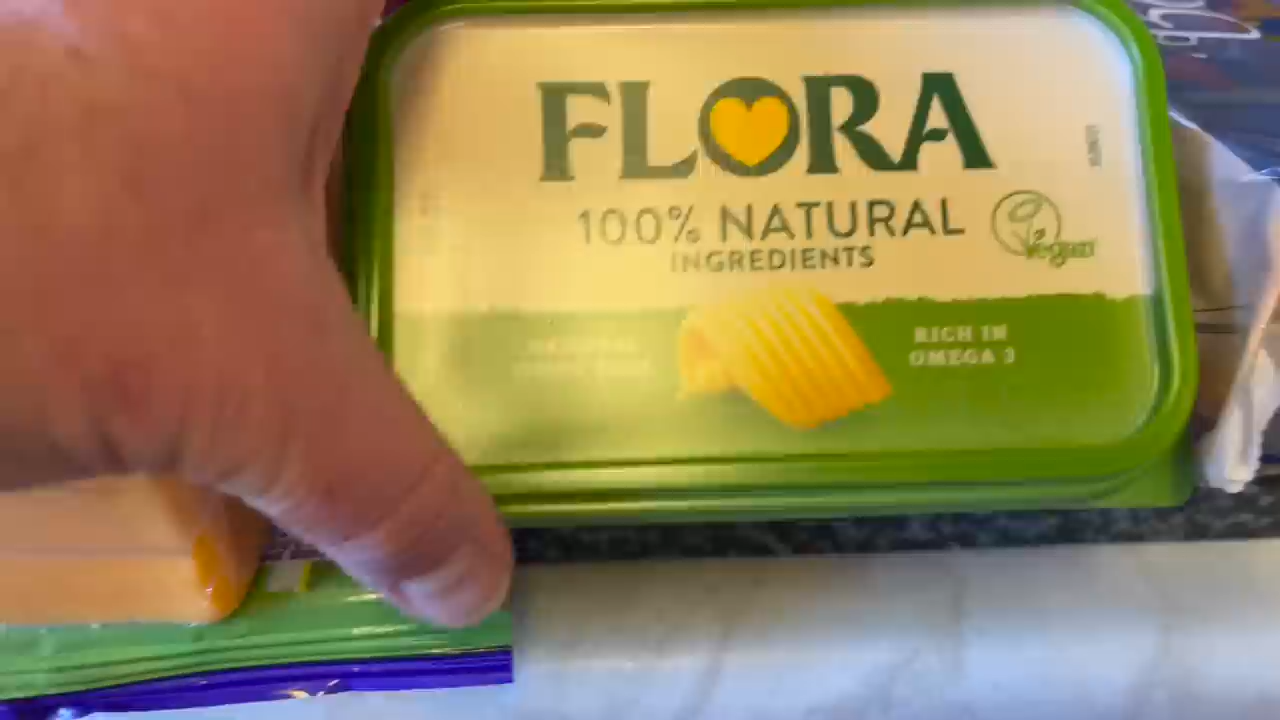 FLORA
100% NATURAL
INGREDIENTS
Vegan
RICH IN
OMEGA 3